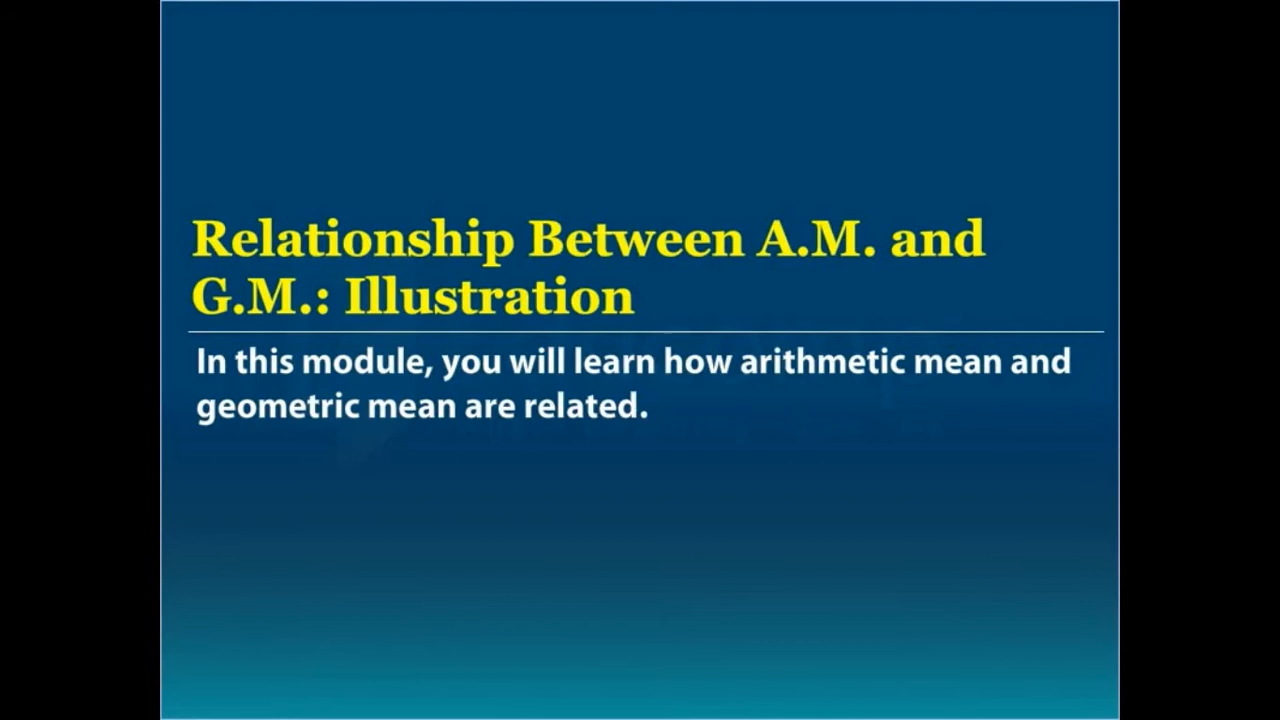 Relationship Between A.M. and
G.M.: Illustration
In this module, you will learn how arithmetic mean and
geometric mean are related.